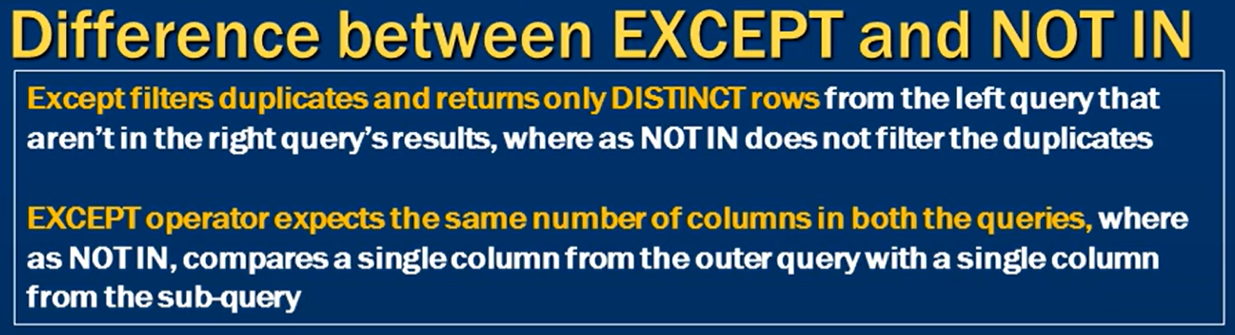 Difference between EXCEPT and NOT IN
Except filters duplicates and returns only DISTINCT rows from the left query that
aren't in the right query's results, where as NOT IN does not filter the duplicates
EXCEPT operator expects the same number of columns in both the queries, where
as NOT IN, compares a single column from the outer query with a single column
from the sub-query